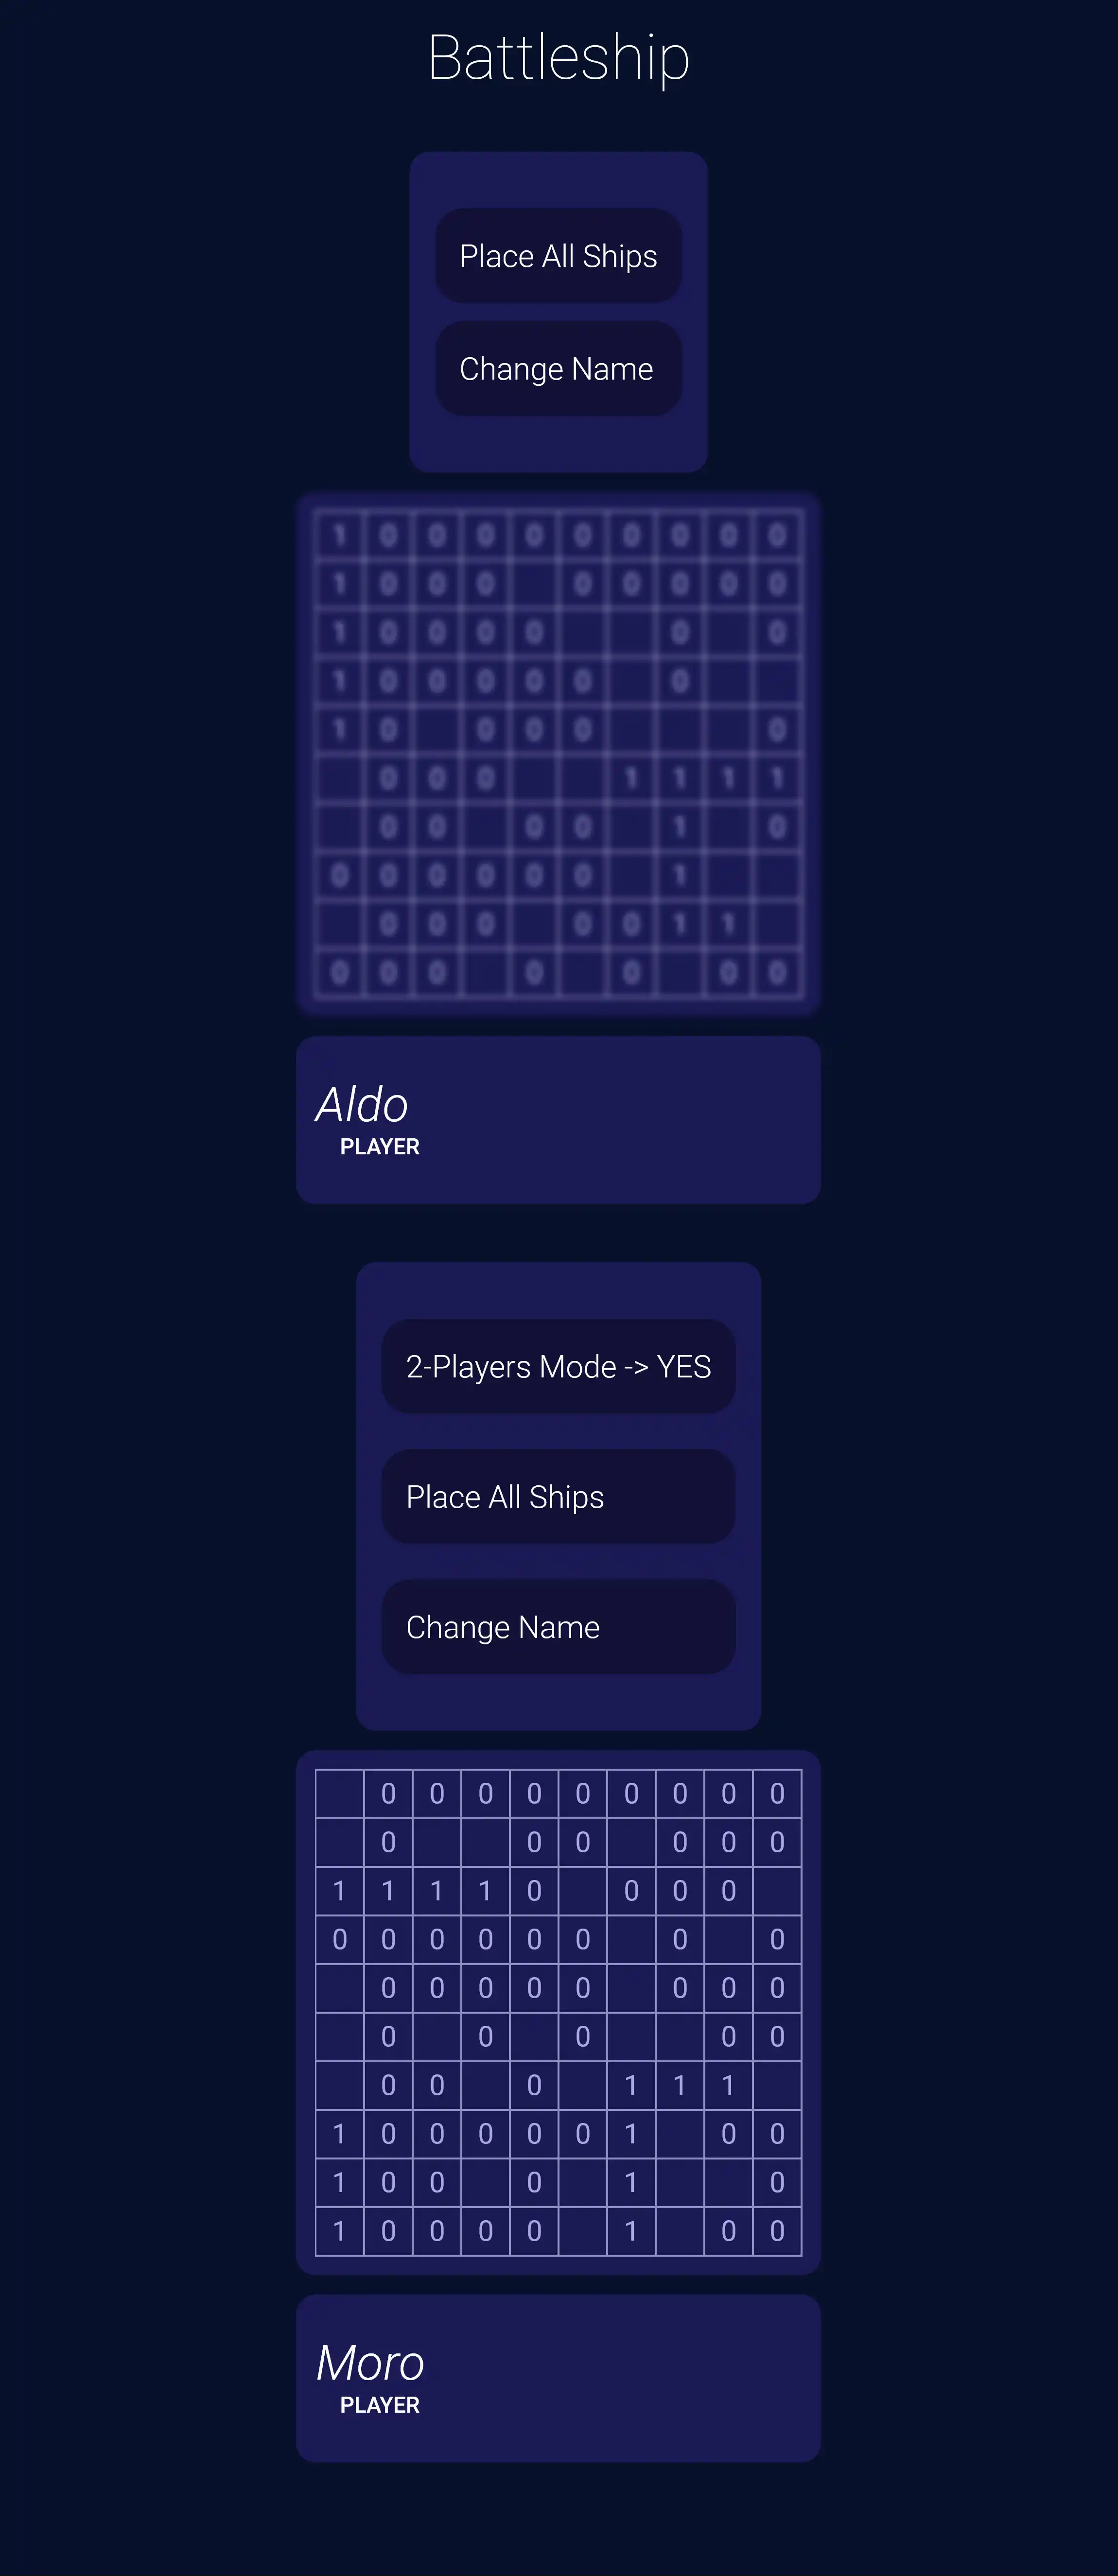 Battleship
Place All Ships
Change Name
1 0 0 0 0 0 0 0 0 0
1 0 0 0 0 0 0 0 0
1 0 0 0 0 0 0
1 0 0 0 0 0 0
1 0 0 0 0 0
0 0 0 1 1 1 1
0 0 0 0 1 0
0 0 0 0 0 0 1
0 0 0 0 0 1 1
0 0 0 0 0 0 0
Aldo
PLAYER
2-Players Mode -> YES
Place All Ships
Change Name
0 0 0 0 0 0 0 0 0
0 0 0 0 0 0
1 1 1 1 0 0 0 0
0 0 0 0 0 0 0 0
0 0 0 0 0 0 0 0
0 0 0 0 0
0 0 0 1 1 1
1 0 0 0 0 0 1 0 0
1 0 0 0 1 0
1 0 0 0 0 1 0 0
Moro
PLAYER